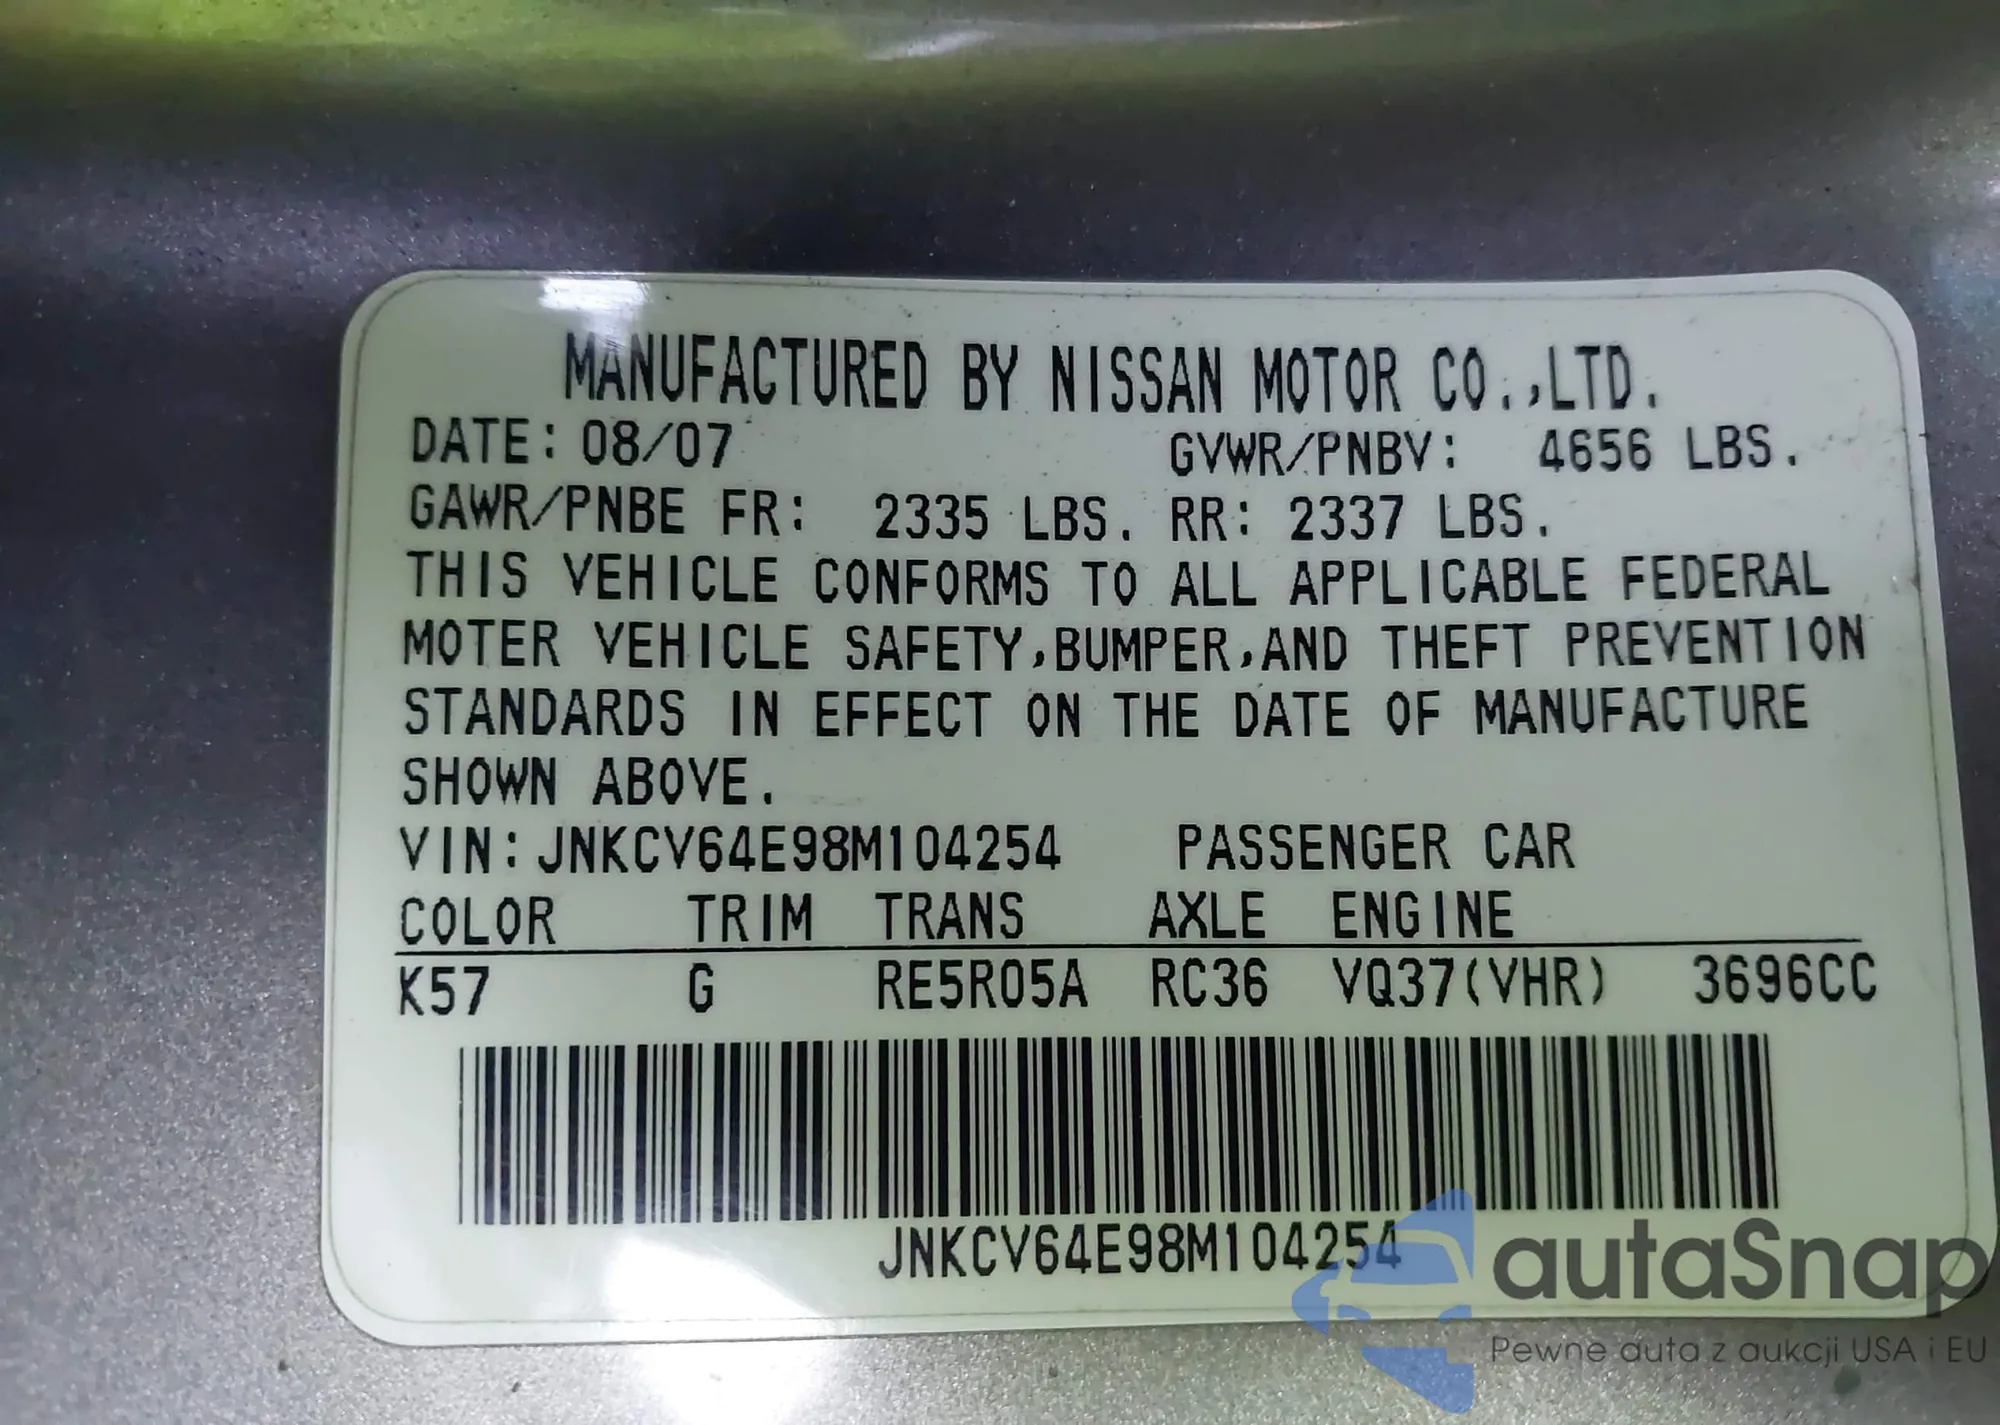 MANUFACTURED BY NISSAN MOTOR CO.,LTD.
DATE: 08/07 GVWR/PNBV: 4656 LBS.
GAWR/PNBE FR: 2335 LBS. RR: 2337 LBS.
THIS VEHICLE CONFORMS TO ALL APPLICABLE FEDERAL
MOTER VEHICLE SAFETY,BUMPER,AND THEFT PREVENTION
STANDARDS IN EFFECT ON THE DATE OF MANUFACTURE
SHOWN ABOVE.
VIN:JNKCV64E98M104254 PASSENGER CAR
COLOR TRIM TRANS AXLE ENGINE
K57 G RE5R05A RC36 VQ37(VHR) 3696CC
JNKCV64E98M104254
autaSnap
Pewne auta z aukcji USA i EU